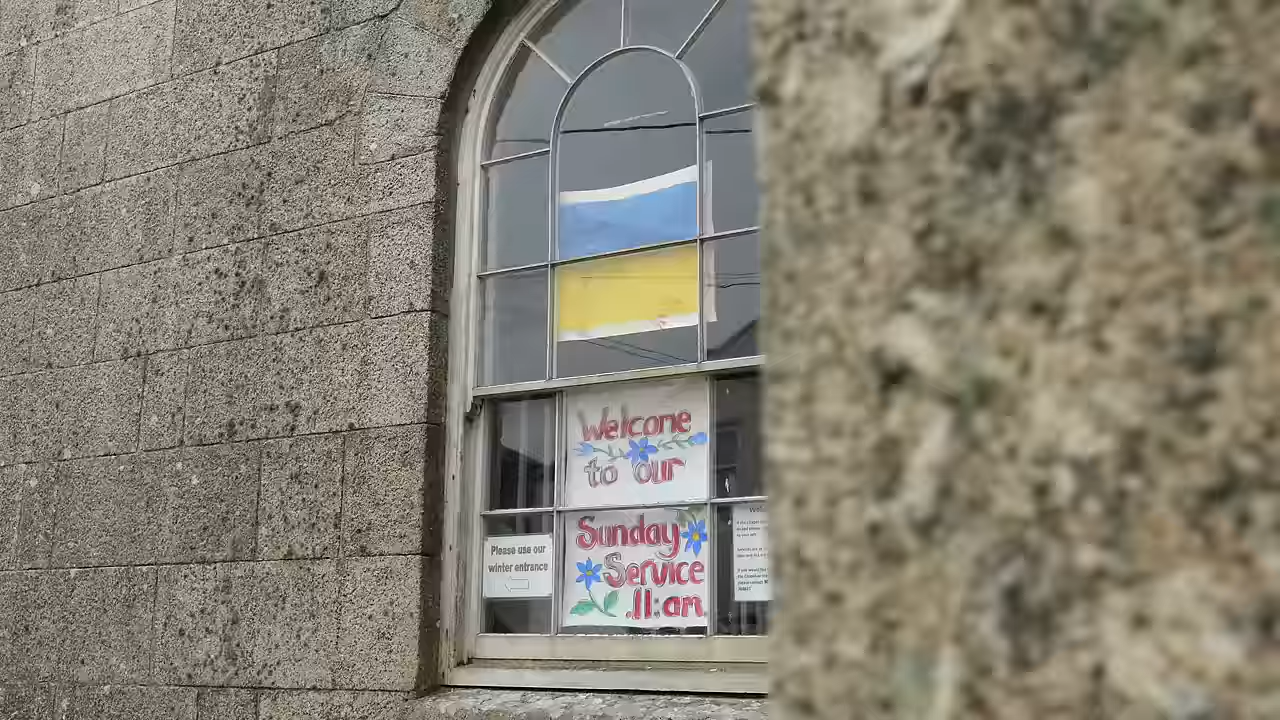 Welcome
to our
Sunday
Service
11:am
Please use our
winter entrance